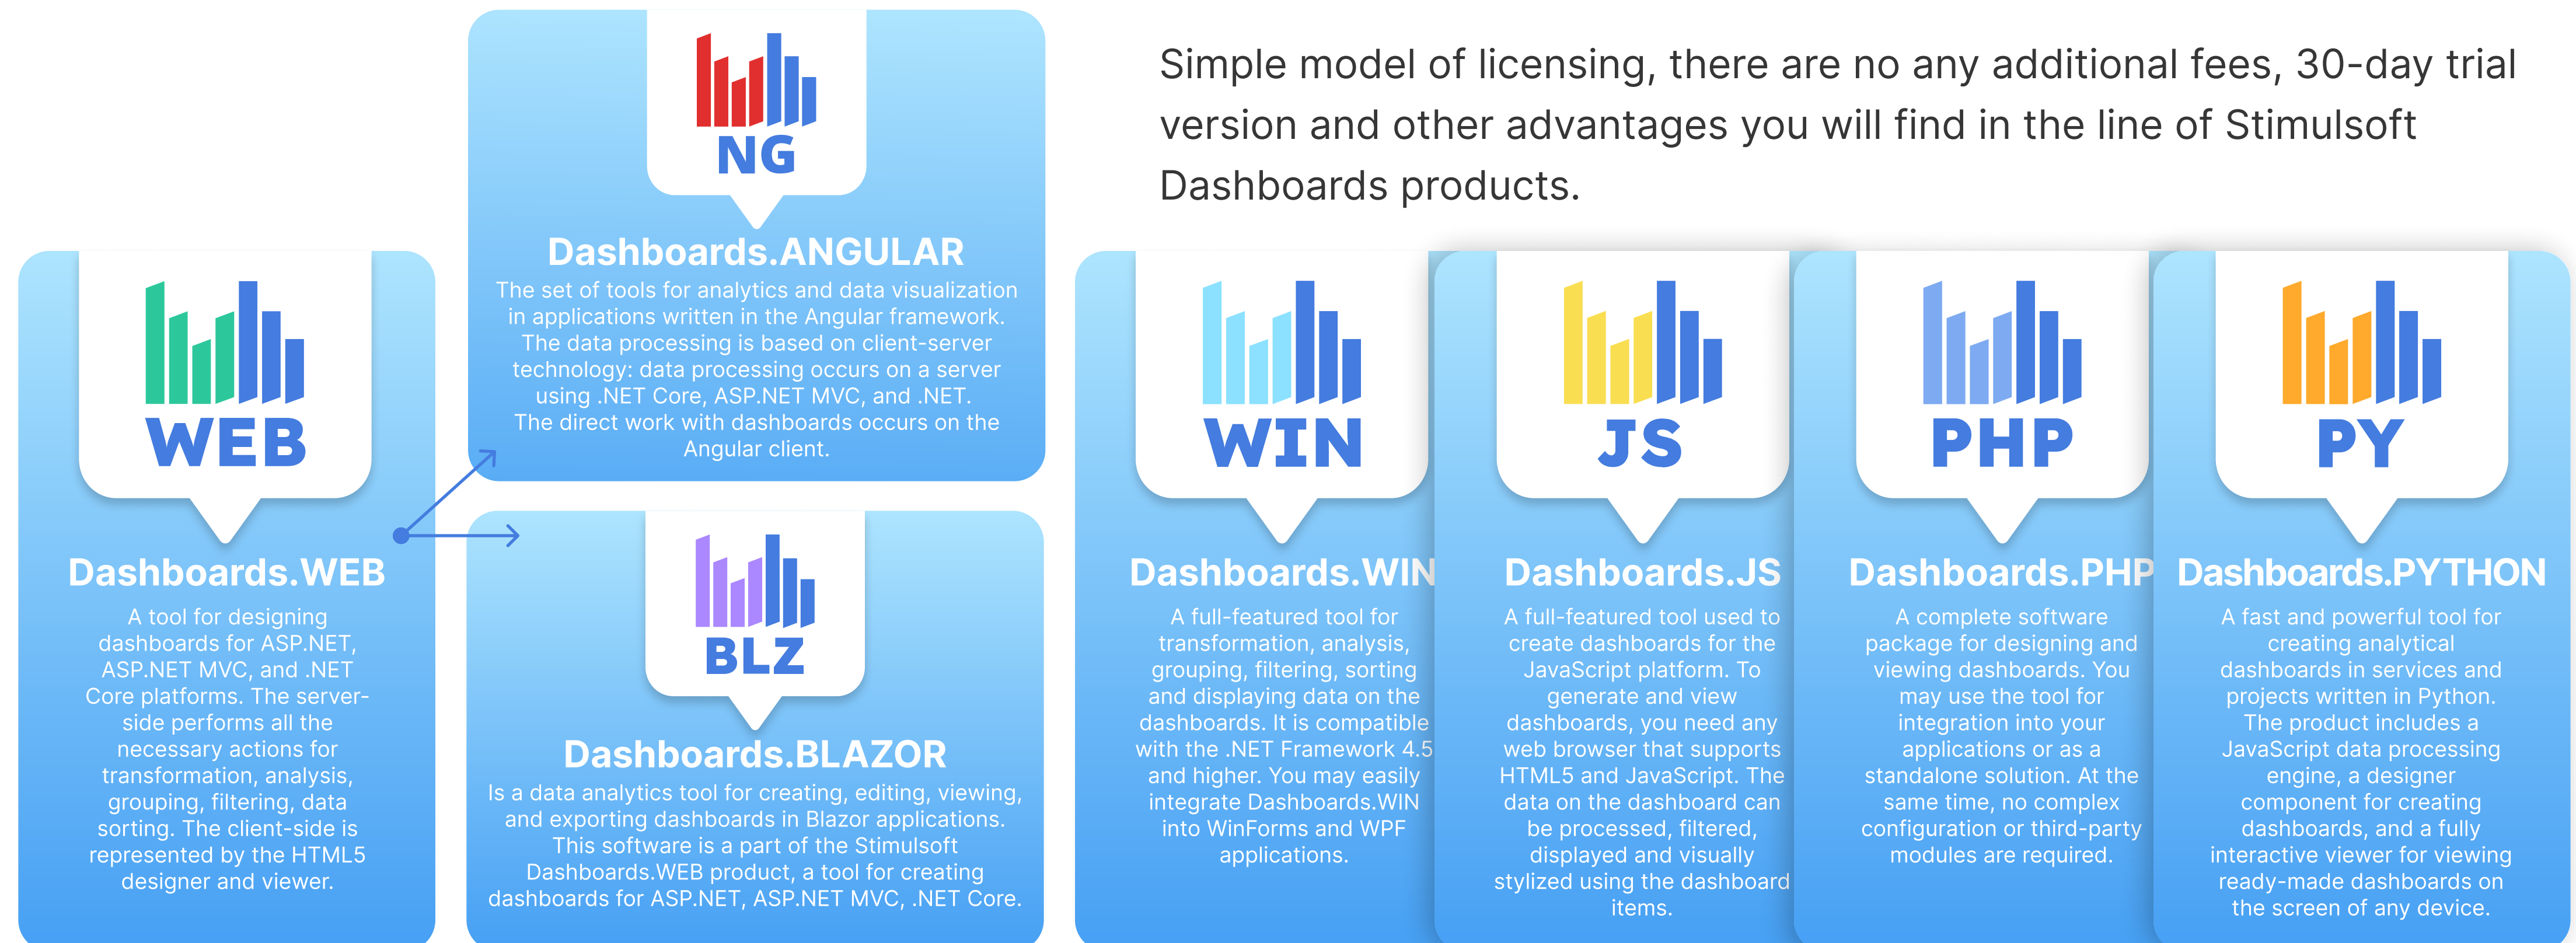 Simple model of licensing, there are no any additional fees, 30-day trial
version and other advantages you will find in the line of Stimulsoft
Dashboards products.
WEB
Dashboards.WEB
A tool for designing
dashboards for ASP.NET,
ASP.NET MVC, and .NET
Core platforms. The server-
side performs all the
necessary actions for
transformation, analysis,
grouping, filtering, data
sorting. The client-side is
represented by the HTML5
designer and viewer.
NG
Dashboards.ANGULAR
The set of tools for analytics and data visualization
in applications written in the Angular framework.
The data processing is based on client-server
technology: data processing occurs on a server
using .NET Core, ASP.NET MVC, and .NET.
The direct work with dashboards occurs on the
Angular client.
BLZ
Dashboards.BLAZOR
Is a data analytics tool for creating, editing, viewing,
and exporting dashboards in Blazor applications.
This software is a part of the Stimulsoft
Dashboards.WEB product, a tool for creating
dashboards for ASP.NET, ASP.NET MVC, .NET Core.
WIN
Dashboards.WIN
A full-featured tool for
transformation, analysis,
grouping, filtering, sorting
and displaying data on the
dashboards. It is compatible
with the .NET Framework 4.5
and higher. You may easily
integrate Dashboards.WIN
into WinForms and WPF
applications.
JS
Dashboards.JS
A full-featured tool used to
create dashboards for the
JavaScript platform. To
generate and view
dashboards, you need any
web browser that supports
HTML5 and JavaScript. The
data on the dashboard can
be processed, filtered,
displayed and visually
stylized using the dashboard
items.
PHP
Dashboards.PHP
A complete software
package for designing and
viewing dashboards. You
may use the tool for
integration into your
applications or as a
standalone solution. At the
same time, no complex
configuration or third-party
modules are required.
PY
Dashboards.PYTHON
A fast and powerful tool for
creating analytical
dashboards in services and
projects written in Python.
The product includes a
JavaScript data processing
engine, a designer
component for creating
dashboards, and a fully
interactive viewer for viewing
ready-made dashboards on
the screen of any device.